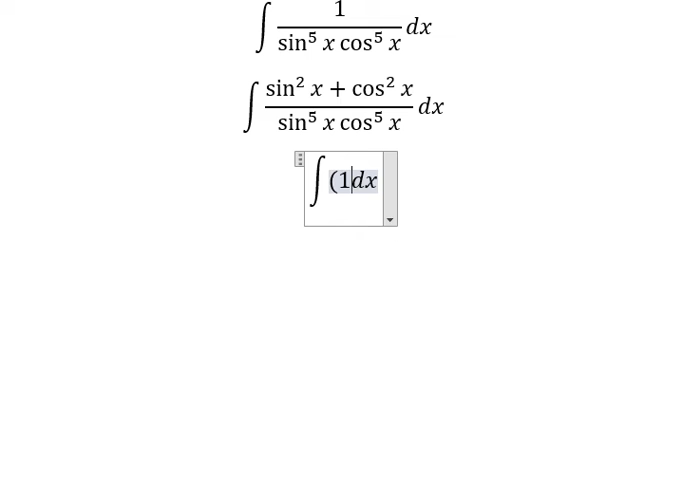 ∫ 1/(sin⁵ x cos⁵ x) dx
∫ (sin² x + cos² x)/(sin⁵ x cos⁵ x) dx
∫ (1dx